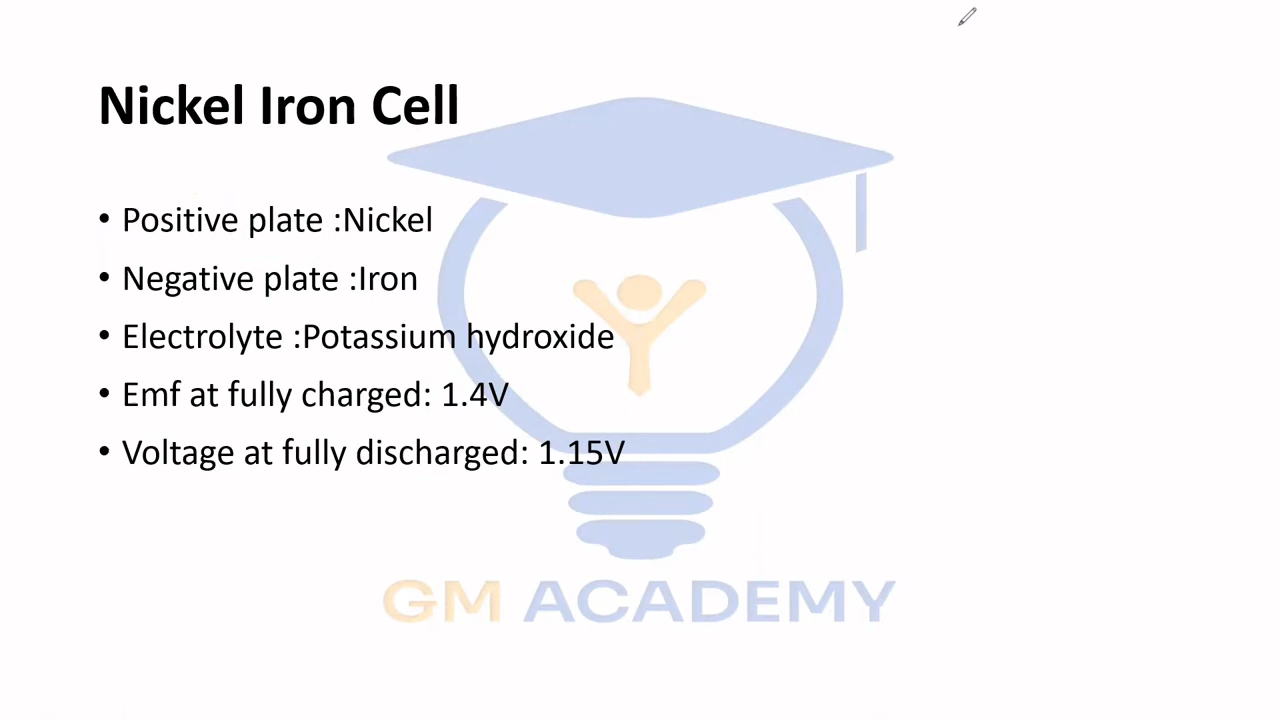 Nickel Iron Cell
• Positive plate :Nickel
• Negative plate :Iron
• Electrolyte :Potassium hydroxide
• Emf at fully charged: 1.4V
• Voltage at fully discharged: 1.15V
GM ACADEMY